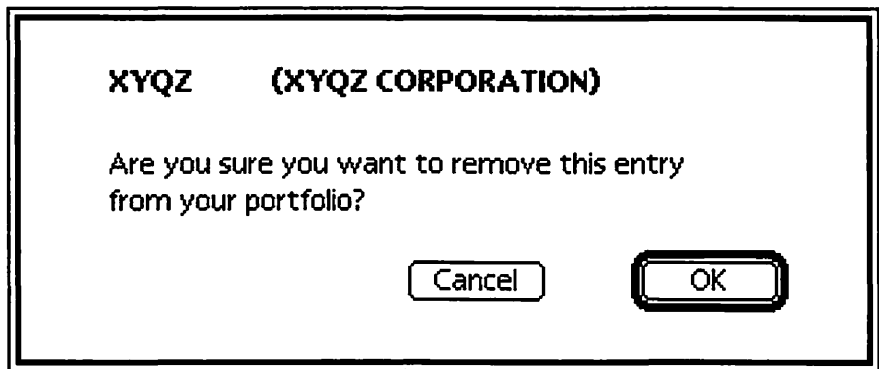 XYQZ (XYQZ CORPORATION)
Are you sure you want to remove this entry
from your portfolio?
Cancel OK